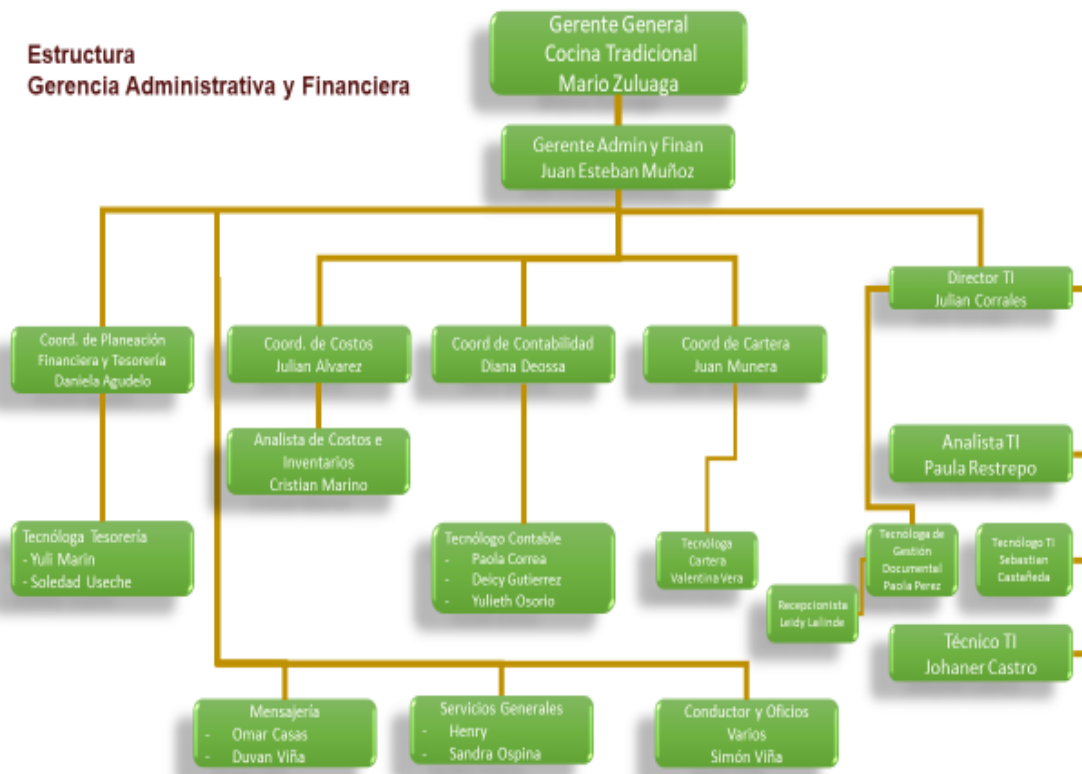 Estructura
Gerencia Administrativa y Financiera
Gerente General
Cocina Tradicional
Mario Zuluaga
Gerente Admin y Finan
Juan Esteban Muñoz
Director TI
Julian Corrales
Coord. de Planeación
Financiera y Tesorería
Daniela Agudelo
Coord. de Costos
Julian Alvarez
Coord de Contabilidad
Diana Deossa
Coord de Cartera
Juan Munera
Analista de Costos e
Inventarios
Cristian Marino
Analista TI
Paula Restrepo
Tecnóloga Tesorería
- Yuli Marin
- Soledad Useche
Tecnólogo Contable
- Paola Correa
- Deicy Gutierrez
- Yulieth Osorio
Tecnóloga
Cartera
Valentina Vera
Tecnóloga de
Gestión
Documental
Paola Perez
Tecnólogo TI
Sebastian
Castañeda
Recepcionista
Leidy Lalinde
Técnico TI
Johaner Castro
Mensajería
- Omar Casas
- Duvan Viña
Servicios Generales
- Henry
- Sandra Ospina
Conductor y Oficios
Varios
Simón Viña